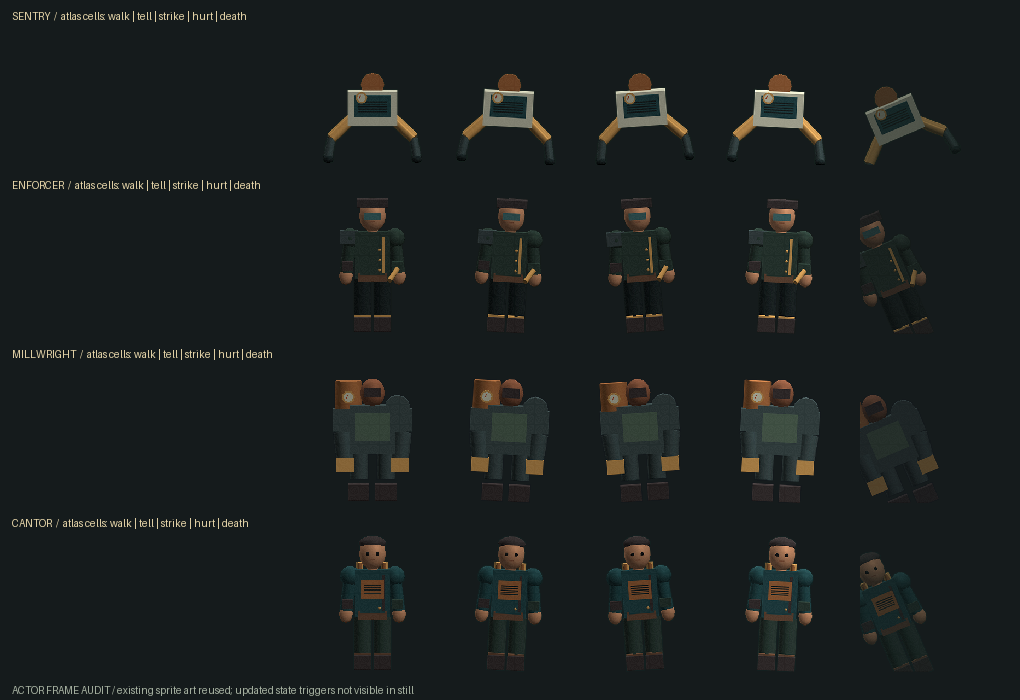 SENTRY / atlas cells: walk | tell | strike | hurt | death
ENFORCER / atlas cells: walk | tell | strike | hurt | death
MILLWRIGHT / atlas cells: walk | tell | strike | hurt | death
CANTOR / atlas cells: walk | tell | strike | hurt | death
ACTOR FRAME AUDIT / existing sprite art reused; updated state triggers not visible in still